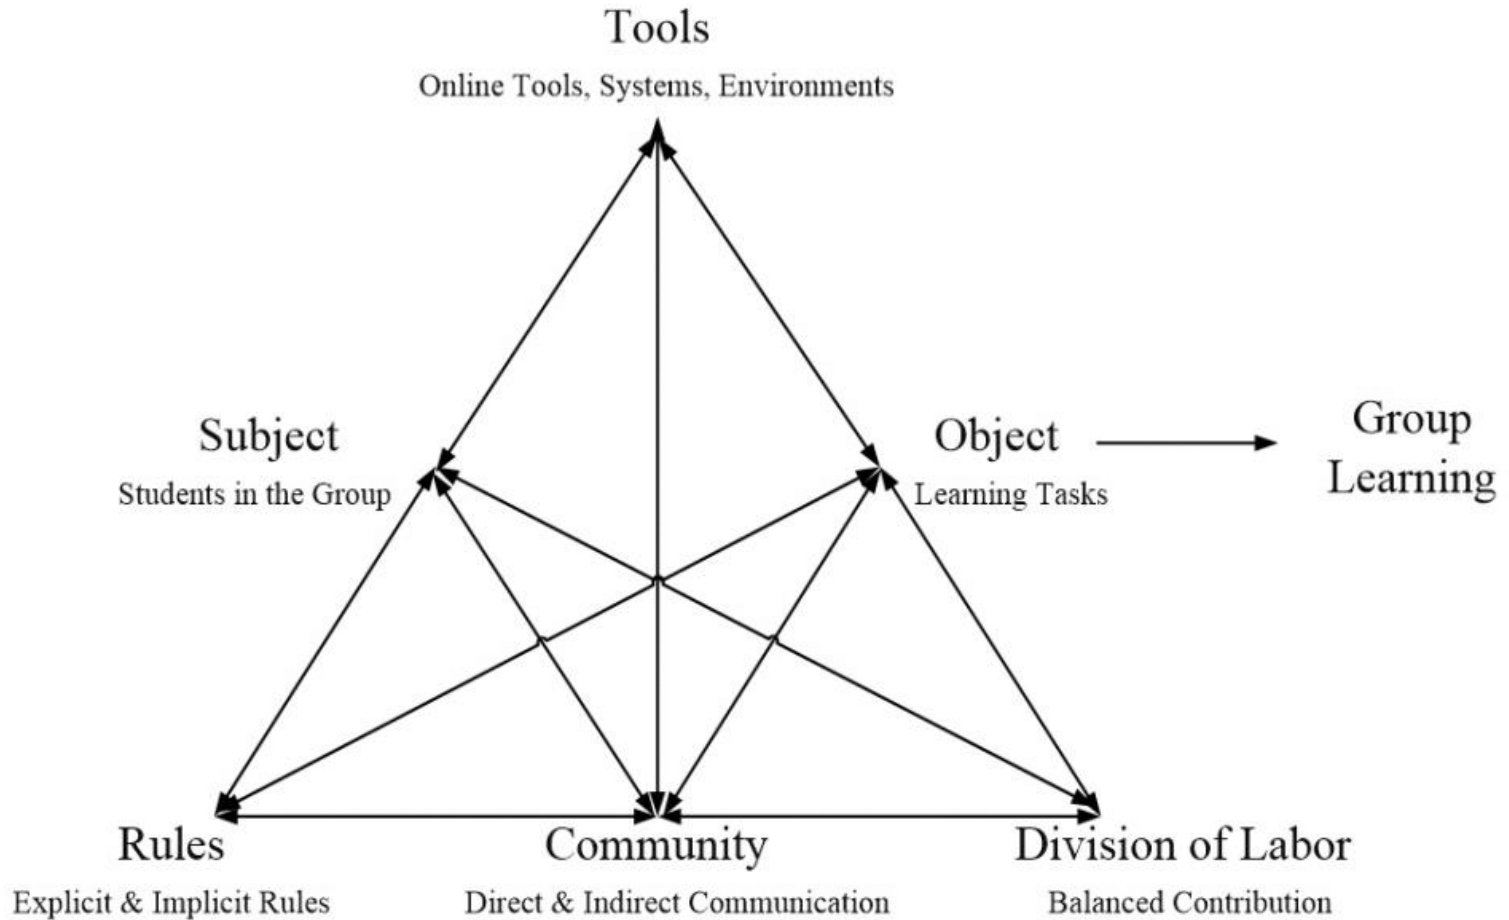 Tools
Online Tools, Systems, Environments
Subject
Students in the Group
Object
Learning Tasks
Group
Learning
Rules
Explicit & Implicit Rules
Community
Direct & Indirect Communication
Division of Labor
Balanced Contribution